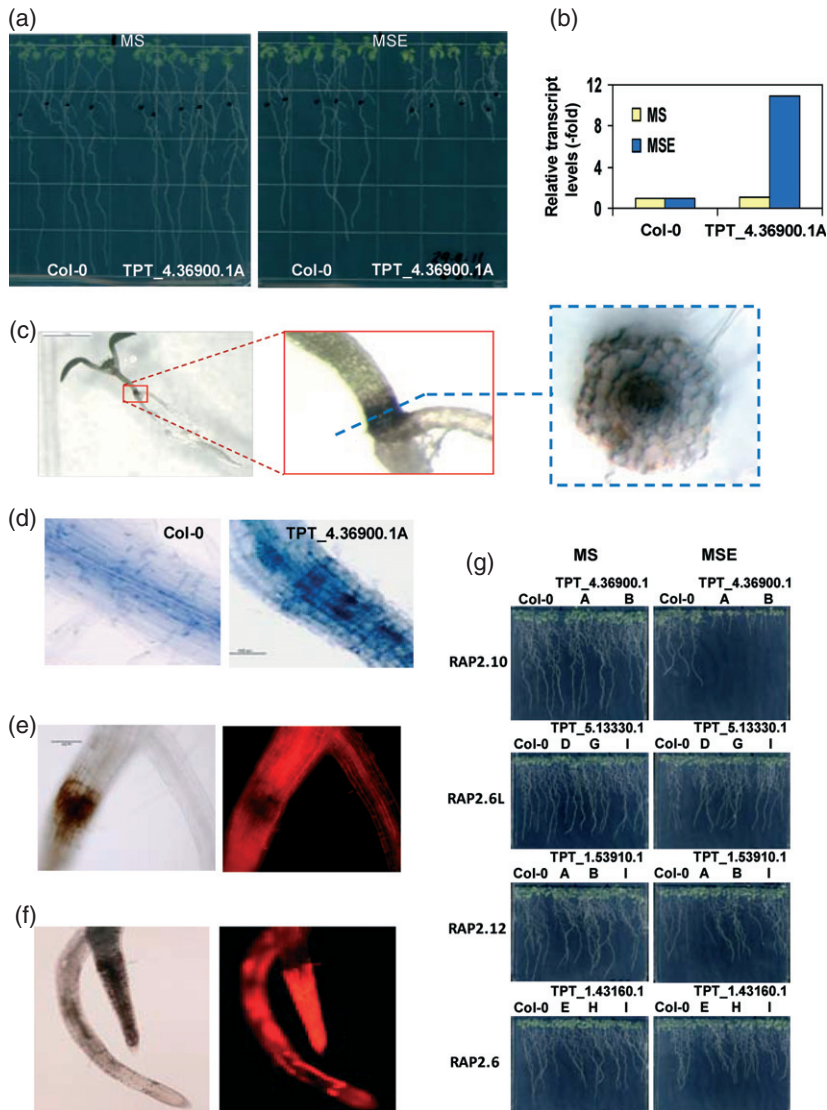 (a)
MS
Col-0 TPT_4.36900.1A
MSE
Col-0 TPT_4.36900.1A
(b)
Relative transcript
levels (-fold)
12
8
4
0
MS
MSE
Col-0 TPT_4.36900.1A
(c)
(d)
Col-0
TPT_4.36900.1A
(e)
(f)
(g)
MS MSE
TPT_4.36900.1 TPT_4.36900.1
Col-0 A B Col-0 A B
RAP2.10
TPT_5.13330.1 TPT_5.13330.1
Col-0 D G I Col-0 D G I
RAP2.6L
TPT_1.53910.1 TPT_1.53910.1
Col-0 A B I Col-0 A B I
RAP2.12
TPT_1.43160.1 TPT_1.43160.1
Col-0 E H I Col-0 E H I
RAP2.6